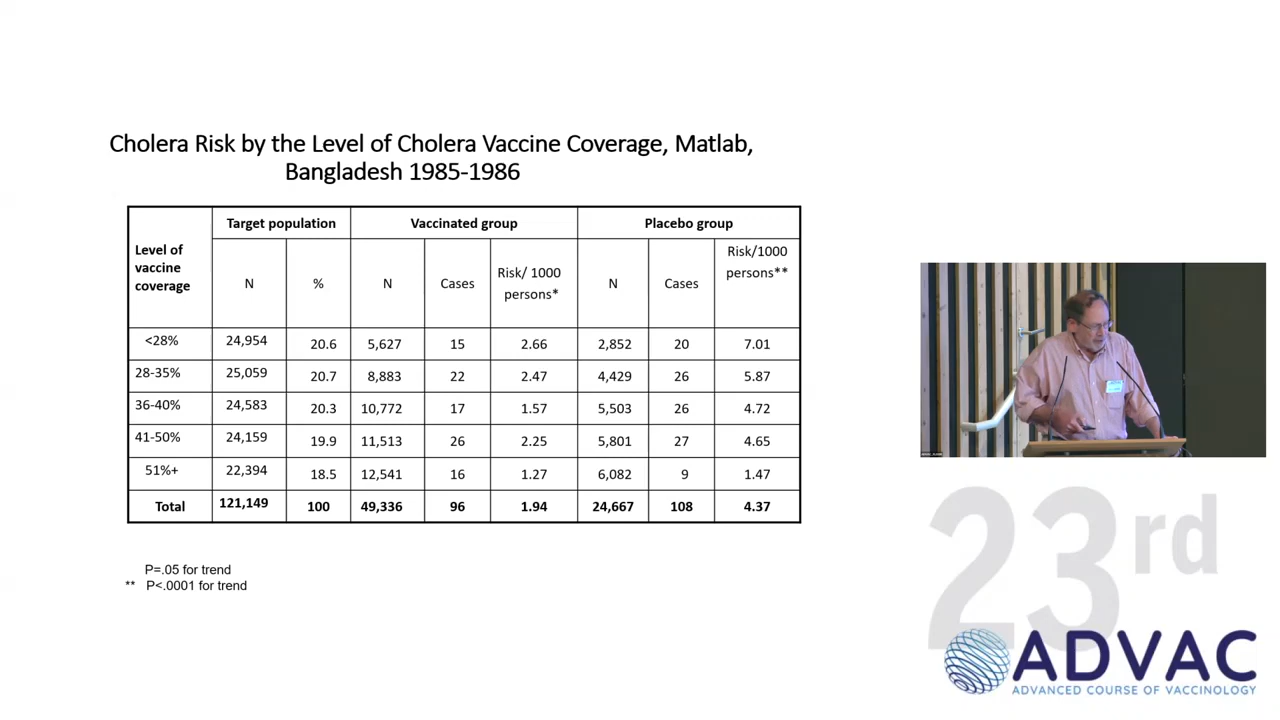 Cholera Risk by the Level of Cholera Vaccine Coverage, Matlab,
Bangladesh 1985-1986
Level of vaccine coverage | Target population | Vaccinated group | Placebo group
N | % | N | Cases | Risk/ 1000 persons* | N | Cases | Risk/1000 persons**
<28% | 24,954 | 20.6 | 5,627 | 15 | 2.66 | 2,852 | 20 | 7.01
28-35% | 25,059 | 20.7 | 8,883 | 22 | 2.47 | 4,429 | 26 | 5.87
36-40% | 24,583 | 20.3 | 10,772 | 17 | 1.57 | 5,503 | 26 | 4.72
41-50% | 24,159 | 19.9 | 11,513 | 26 | 2.25 | 5,801 | 27 | 4.65
51%+ | 22,394 | 18.5 | 12,541 | 16 | 1.27 | 6,082 | 9 | 1.47
Total | 121,149 | 100 | 49,336 | 96 | 1.94 | 24,667 | 108 | 4.37
P=.05 for trend
** P<.0001 for trend
23rd
ADVAC
ADVANCED COURSE OF VACCINOLOGY